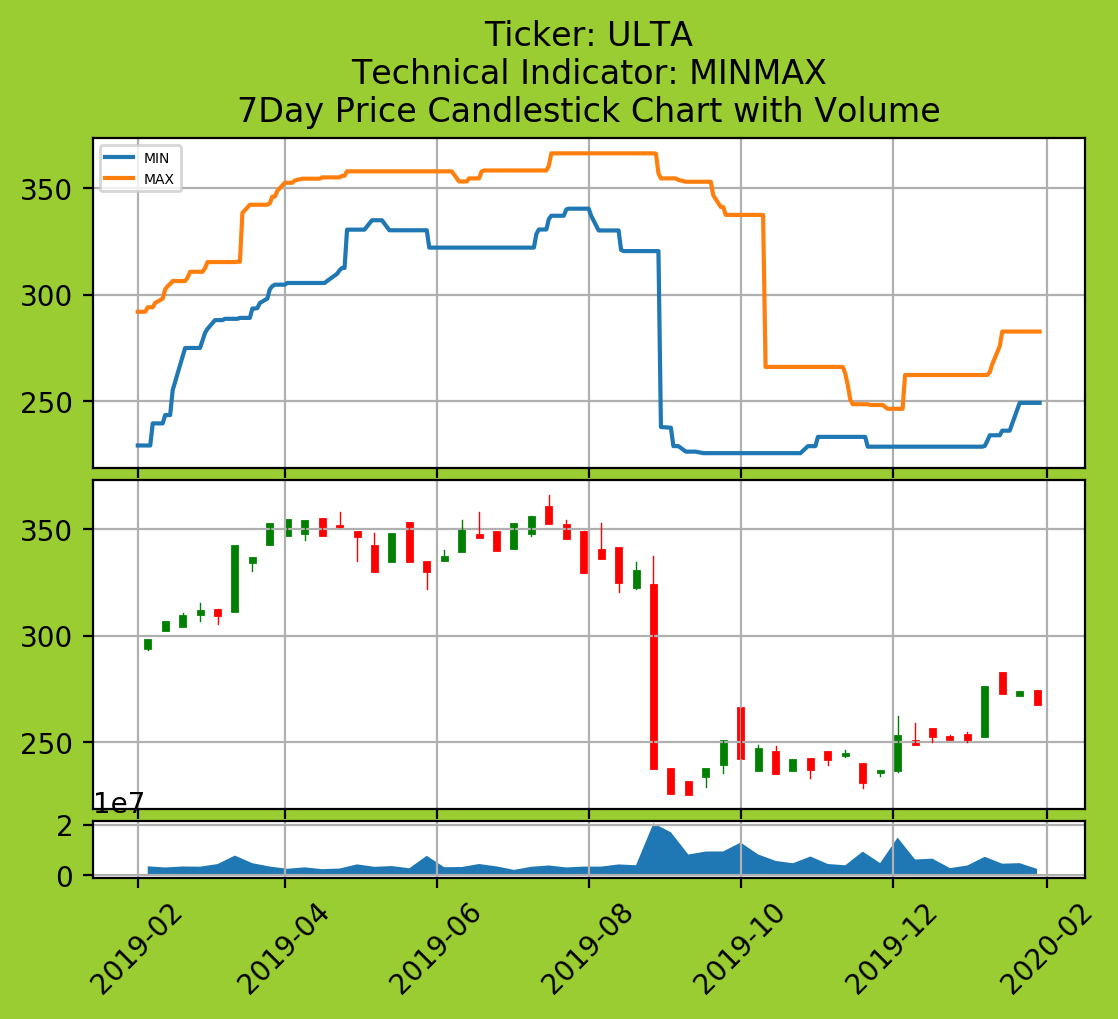 Ticker: ULTA
Technical Indicator: MINMAX
7Day Price Candlestick Chart with Volume
MIN
MAX
350
300
250
350
300
250
1e7
2
0
2019-02
2019-04
2019-06
2019-08
2019-10
2019-12
2020-02